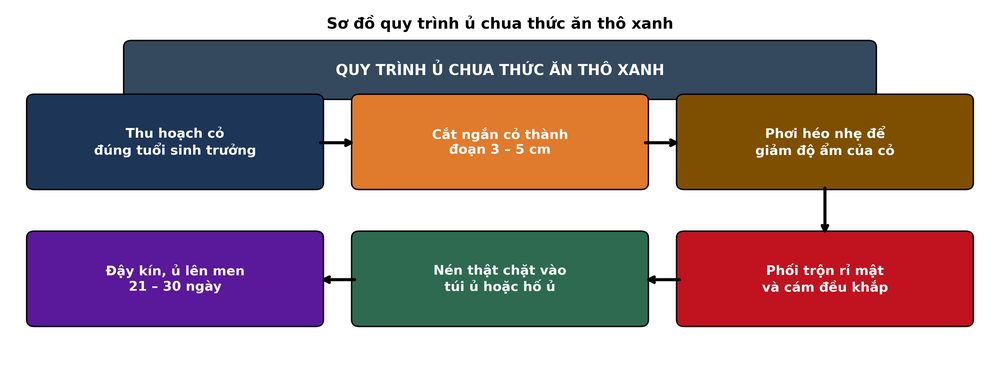 Sơ đồ quy trình ủ chua thức ăn thô xanh
QUY TRÌNH Ủ CHUA THỨC ĂN THÔ XANH
Thu hoạch cỏ
đúng tuổi sinh trưởng
Cắt ngắn cỏ thành
đoạn 3 – 5 cm
Phơi héo nhẹ để
giảm độ ẩm của cỏ
Phối trộn rỉ mật
và cám đều khắp
Nén thật chặt vào
túi ủ hoặc hố ủ
Đậy kín, ủ lên men
21 – 30 ngày